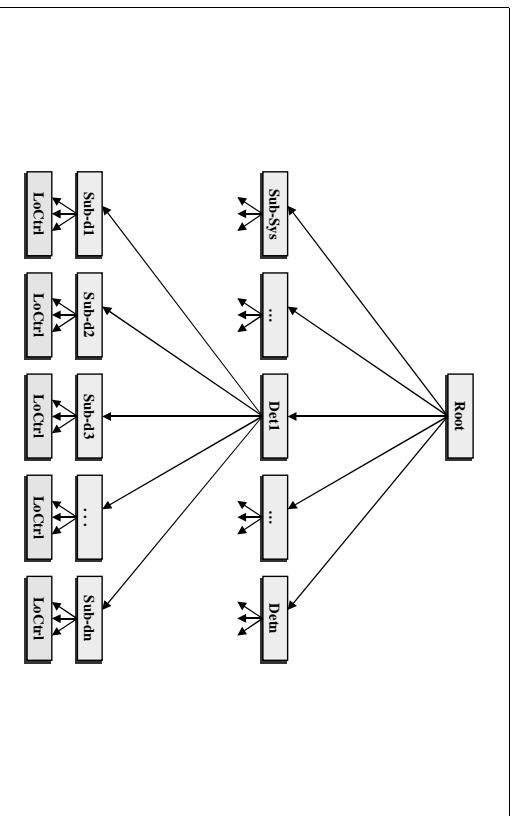 Root
Sub-Sys
...
Det1
...
Detn
Sub-d1
Sub-d2
Sub-d3
...
Sub-dn
LoCtrl
LoCtrl
LoCtrl
LoCtrl
LoCtrl